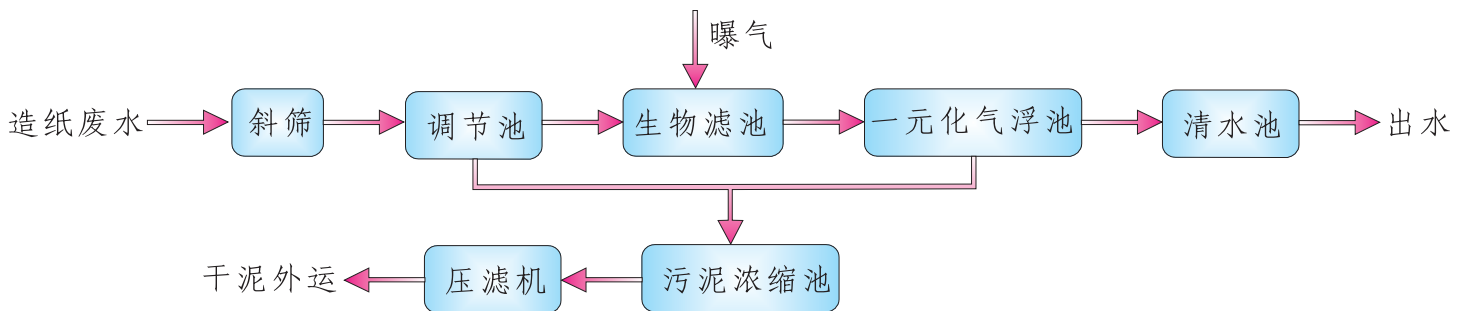 曝气
造纸废水
斜筛
调节池
生物滤池
一元化气浮池
清水池
出水
干泥外运
压滤机
污泥浓缩池